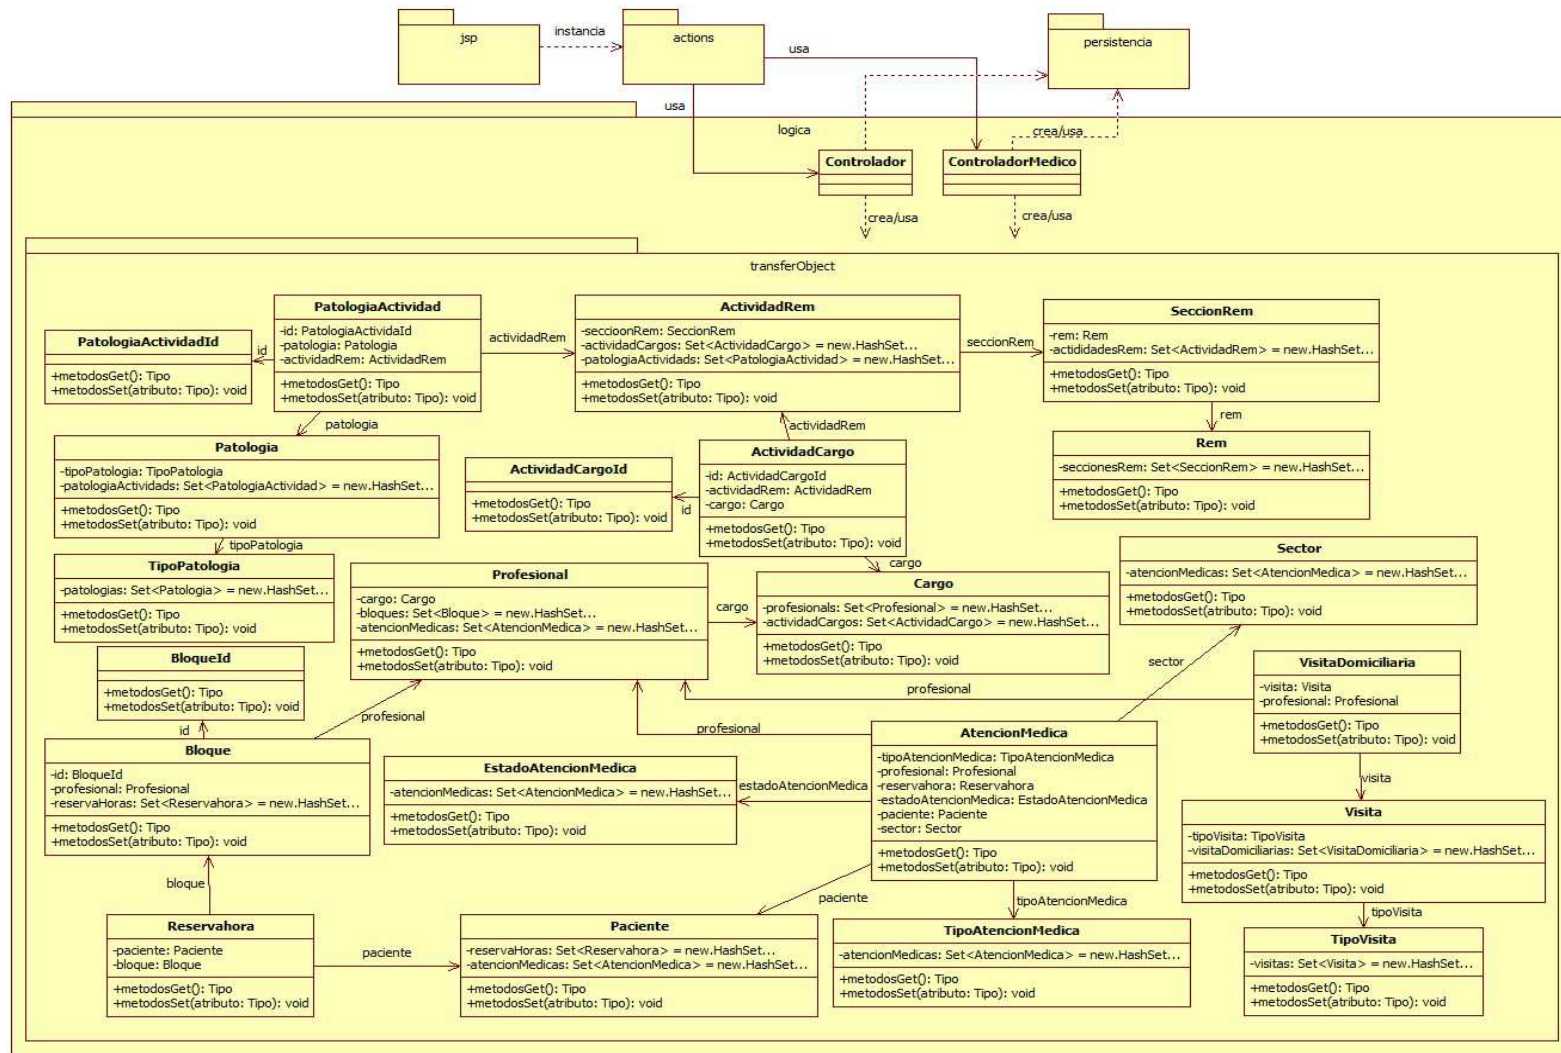 jsp
instancia
actions
usa
persistencia
usa
logica
crea/usa
Controlador
ControladorMedico
crea/usa
crea/usa
transferObject
PatologiaActividadId
+metodosGet(): Tipo
+metodosSet(atributo: Tipo): void
id
PatologiaActividad
-id: PatologiaActividaId
-patologia: Patologia
-actividadRem: ActividadRem
+metodosGet(): Tipo
+metodosSet(atributo: Tipo): void
actividadRem
ActividadRem
-seccioonRem: SeccionRem
-actividadCargos: Set<ActividadCargo> = new.HashSet...
-patologiaActividads: Set<PatologiaActividad> = new.HashSet...
+metodosGet(): Tipo
+metodosSet(atributo: Tipo): void
seccionRem
SeccionRem
-rem: Rem
-actididadesRem: Set<ActividadRem> = new.HashSet...
+metodosGet(): Tipo
+metodosSet(atributo: Tipo): void
patologia
actividadRem
rem
Patologia
-tipoPatologia: TipoPatologia
-patologiaActividads: Set<PatologiaActividad> = new.HashSet...
+metodosGet(): Tipo
+metodosSet(atributo: Tipo): void
ActividadCargoId
+metodosGet(): Tipo
+metodosSet(atributo: Tipo): void
id
ActividadCargo
-id: ActividadCargoId
-actividadRem: ActividadRem
-cargo: Cargo
+metodosGet(): Tipo
+metodosSet(atributo: Tipo): void
Rem
-seccionesRem: Set<SeccionRem> = new.HashSet...
+metodosGet(): Tipo
+metodosSet(atributo: Tipo): void
tipoPatologia
cargo
TipoPatologia
-patologias: Set<Patologia> = new.HashSet...
+metodosGet(): Tipo
+metodosSet(atributo: Tipo): void
Profesional
-cargo: Cargo
-bloques: Set<Bloque> = new.HashSet...
-atencionMedicas: Set<AtencionMedica> = new.HashSet...
+metodosGet(): Tipo
+metodosSet(atributo: Tipo): void
cargo
Cargo
-profesionals: Set<Profesional> = new.HashSet...
-actividadCargos: Set<ActividadCargo> = new.HashSet...
+metodosGet(): Tipo
+metodosSet(atributo: Tipo): void
Sector
-atencionMedicas: Set<AtencionMedica> = new.HashSet...
+metodosGet(): Tipo
+metodosSet(atributo: Tipo): void
BloqueId
+metodosGet(): Tipo
+metodosSet(atributo: Tipo): void
sector
VisitaDomiciliaria
-visita: Visita
-profesional: Profesional
+metodosGet(): Tipo
+metodosSet(atributo: Tipo): void
profesional
id
profesional
profesional
Bloque
-id: BloqueId
-profesional: Profesional
-reservaHoras: Set<Reservahora> = new.HashSet...
+metodosGet(): Tipo
+metodosSet(atributo: Tipo): void
EstadoAtencionMedica
-atencionMedicas: Set<AtencionMedica> = new.HashSet...
+metodosGet(): Tipo
+metodosSet(atributo: Tipo): void
estadoAtencionMedica
AtencionMedica
-tipoAtencionMedica: TipoAtencionMedica
-profesional: Profesional
-reservahora: Reservahora
-estadoAtencionMedica: EstadoAtencionMedica
-paciente: Paciente
-sector: Sector
+metodosGet(): Tipo
+metodosSet(atributo: Tipo): void
visita
Visita
-tipoVisita: TipoVisita
-visitaDomiciliarias: Set<VisitaDomiciliaria> = new.HashSet...
+metodosGet(): Tipo
+metodosSet(atributo: Tipo): void
bloque
paciente
tipoAtencionMedica
tipoVisita
Reservahora
-paciente: Paciente
-bloque: Bloque
+metodosGet(): Tipo
+metodosSet(atributo: Tipo): void
paciente
Paciente
-reservaHoras: Set<Reservahora> = new.HashSet...
-atencionMedicas: Set<AtencionMedica> = new.HashSet...
+metodosGet(): Tipo
+metodosSet(atributo: Tipo): void
TipoAtencionMedica
-atencionMedicas: Set<AtencionMedica> = new.HashSet...
+metodosGet(): Tipo
+metodosSet(atributo: Tipo): void
TipoVisita
-visitas: Set<Visita> = new.HashSet...
+metodosGet(): Tipo
+metodosSet(atributo: Tipo): void